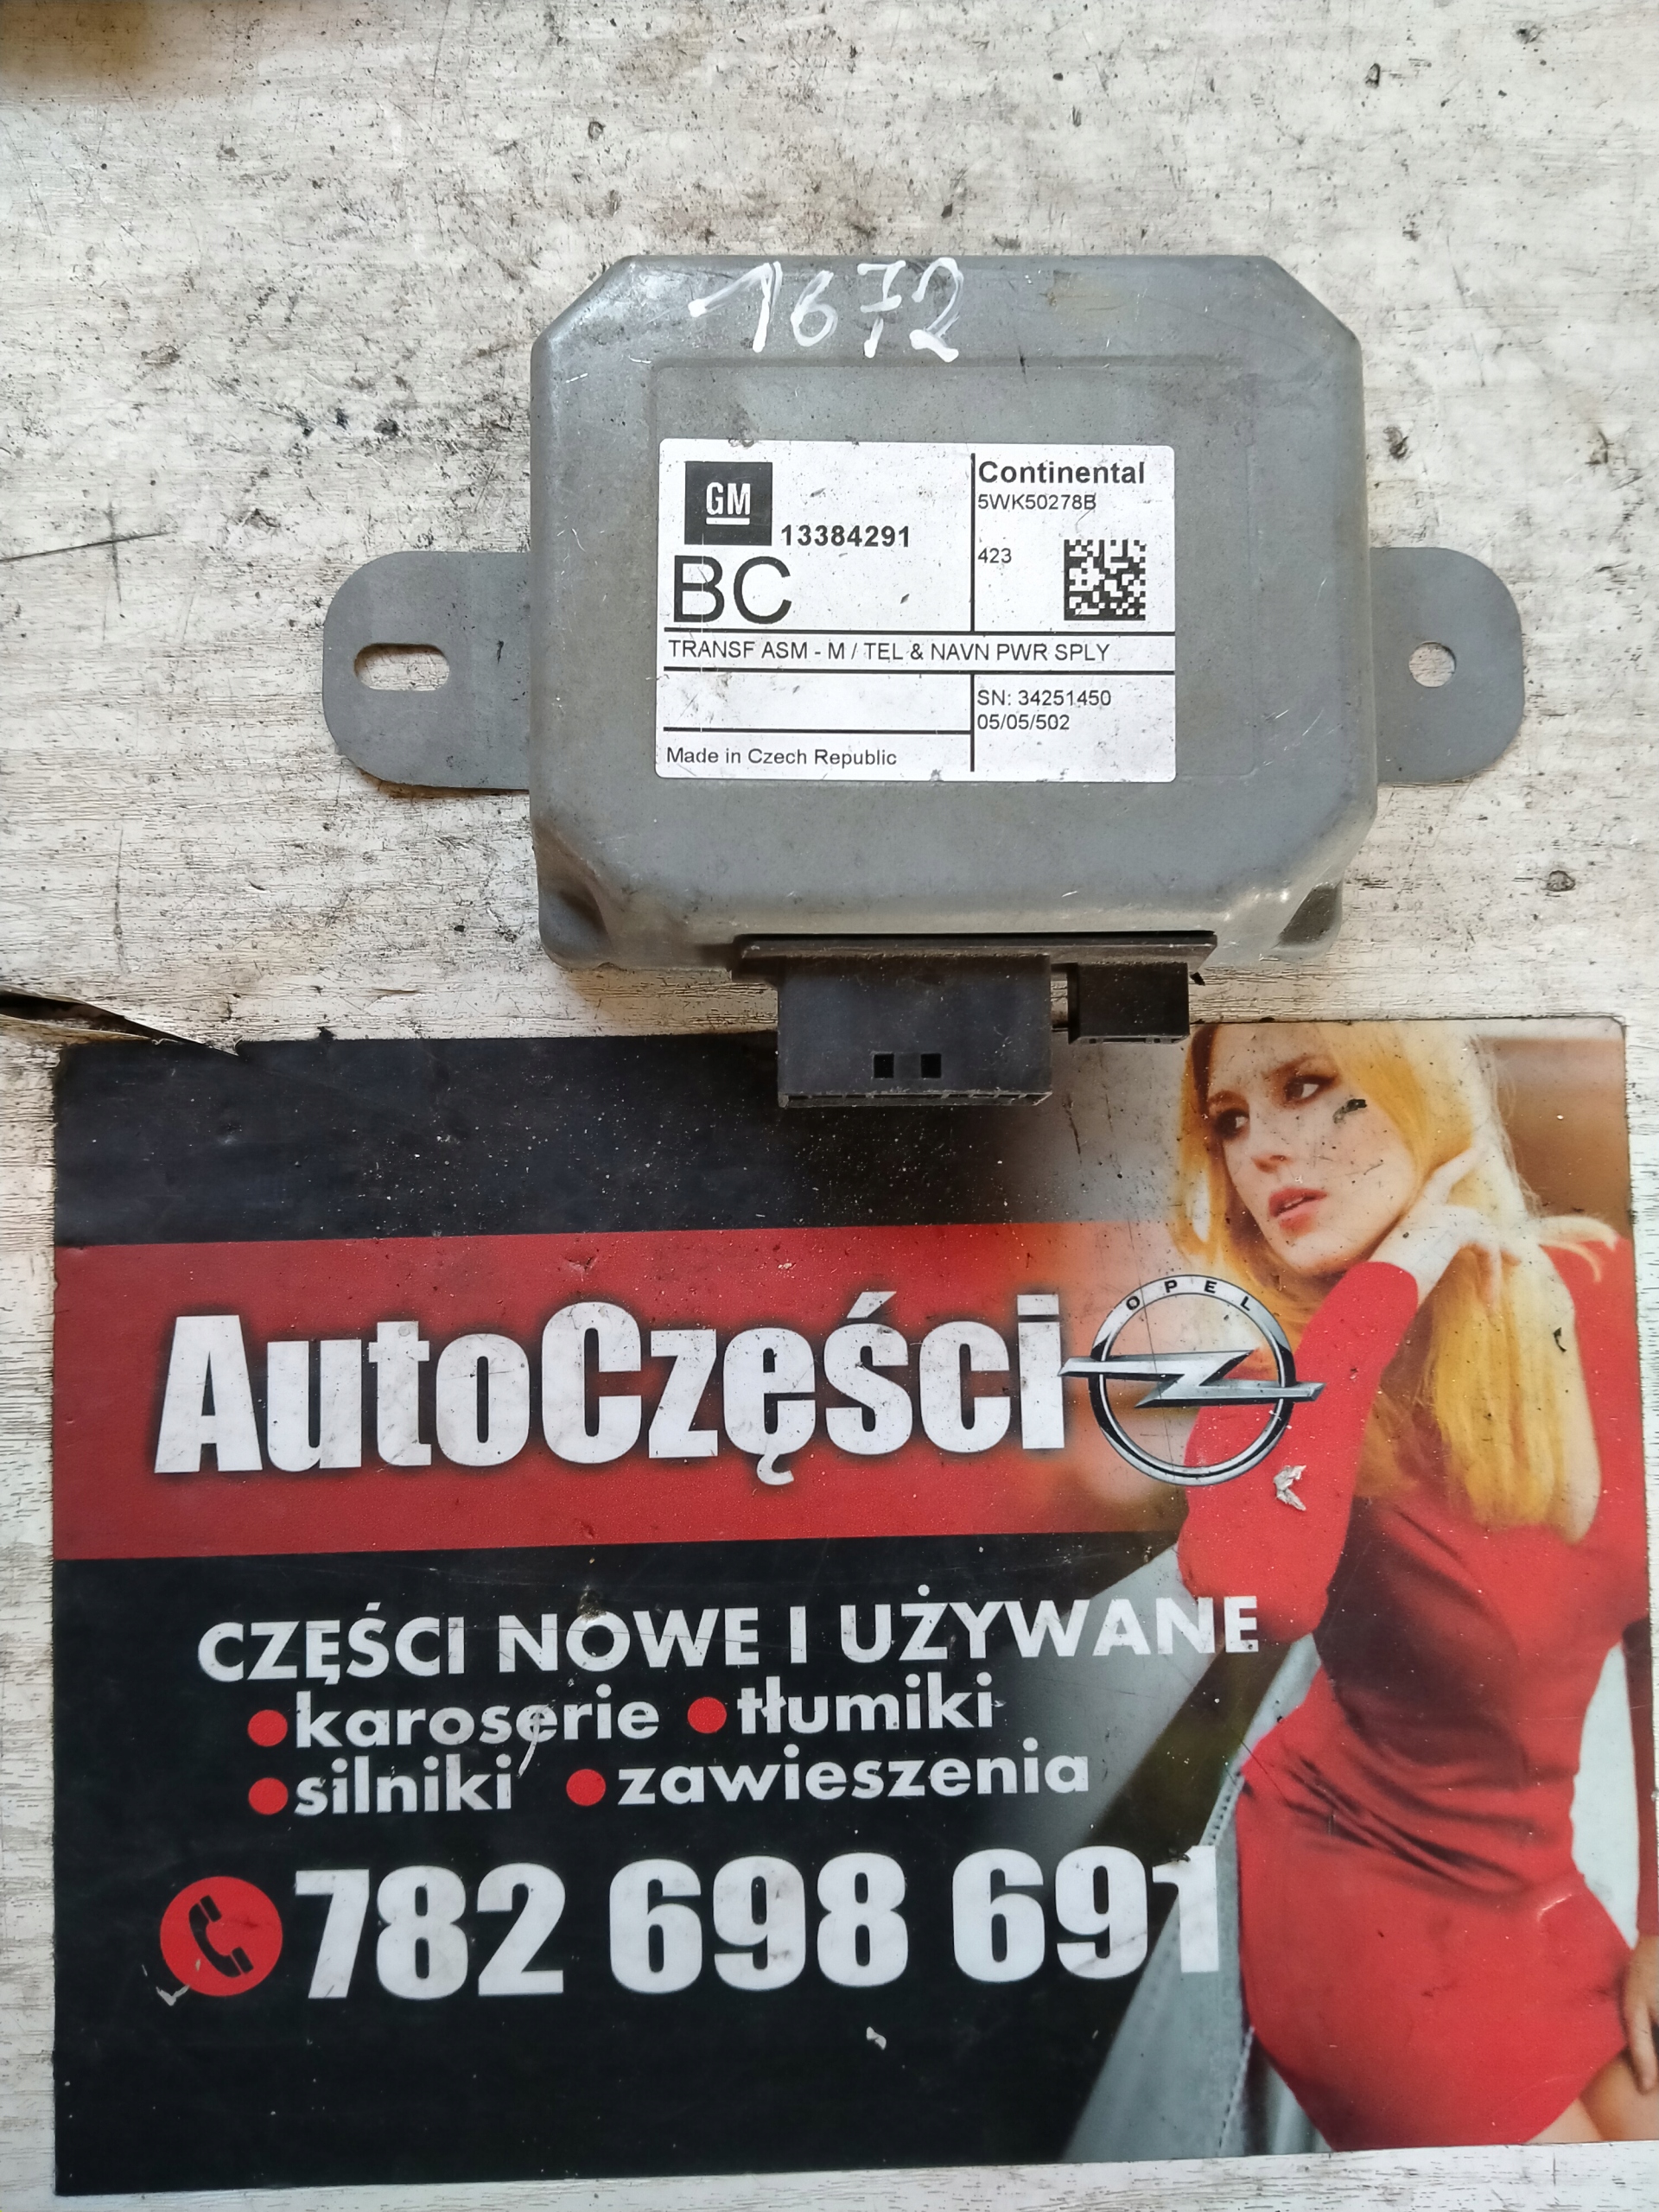 1672
GM
13384291
BC
Continental
5WK50278B
423
TRANSF ASM - M / TEL & NAVN PWR SPLY
SN: 34251450
05/05/502
Made in Czech Republic
AutoCzęści
OPEL
CZĘŚCI NOWE I UŻYWANE
•karoserie •tłumiki
•silniki •zawieszenia
782 698 691